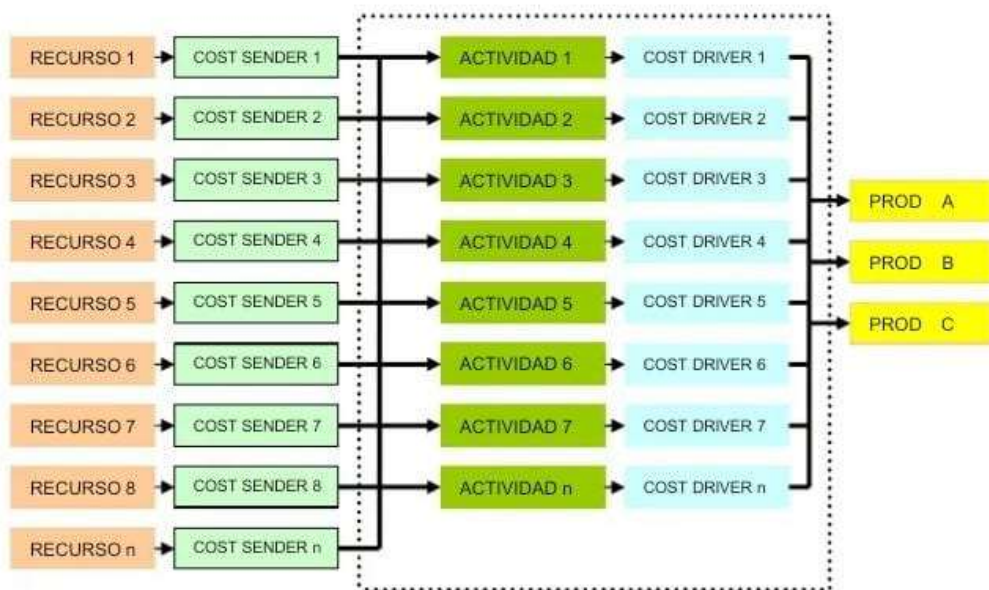 RECURSO 1 COST SENDER 1 ACTIVIDAD 1 COST DRIVER 1
RECURSO 2 COST SENDER 2 ACTIVIDAD 2 COST DRIVER 2
RECURSO 3 COST SENDER 3 ACTIVIDAD 3 COST DRIVER 3
PROD A
RECURSO 4 COST SENDER 4 ACTIVIDAD 4 COST DRIVER 4
PROD B
RECURSO 5 COST SENDER 5 ACTIVIDAD 5 COST DRIVER 5
PROD C
RECURSO 6 COST SENDER 6 ACTIVIDAD 6 COST DRIVER 6
RECURSO 7 COST SENDER 7 ACTIVIDAD 7 COST DRIVER 7
RECURSO 8 COST SENDER 8 ACTIVIDAD n COST DRIVER n
RECURSO n COST SENDER n